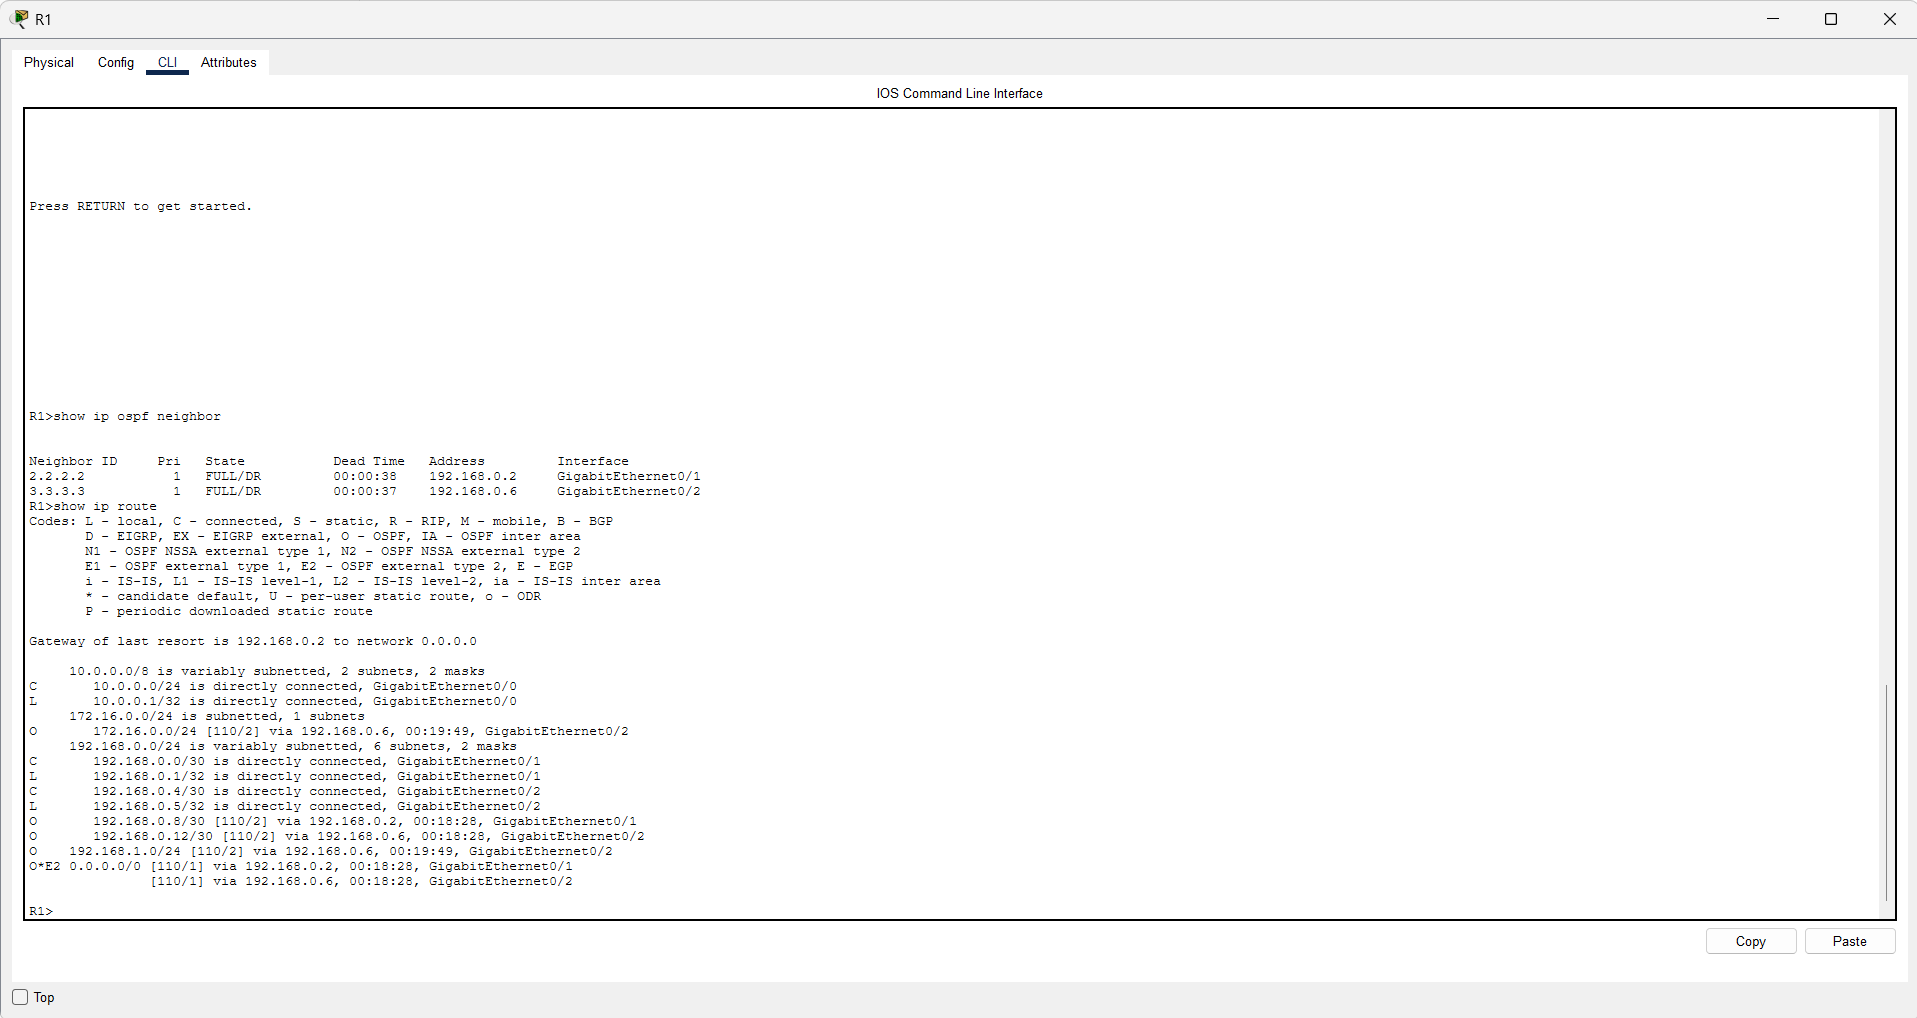 R1
Physical Config CLI Attributes
IOS Command Line Interface
Press RETURN to get started.
R1>show ip ospf neighbor
Neighbor ID     Pri   State           Dead Time   Address         Interface
2.2.2.2           1   FULL/DR         00:00:38    192.168.0.2     GigabitEthernet0/1
3.3.3.3           1   FULL/DR         00:00:37    192.168.0.6     GigabitEthernet0/2
R1>show ip route
Codes: L - local, C - connected, S - static, R - RIP, M - mobile, B - BGP
       D - EIGRP, EX - EIGRP external, O - OSPF, IA - OSPF inter area
       N1 - OSPF NSSA external type 1, N2 - OSPF NSSA external type 2
       E1 - OSPF external type 1, E2 - OSPF external type 2, E - EGP
       i - IS-IS, L1 - IS-IS level-1, L2 - IS-IS level-2, ia - IS-IS inter area
       * - candidate default, U - per-user static route, o - ODR
       P - periodic downloaded static route
Gateway of last resort is 192.168.0.2 to network 0.0.0.0
     10.0.0.0/8 is variably subnetted, 2 subnets, 2 masks
C       10.0.0.0/24 is directly connected, GigabitEthernet0/0
L       10.0.0.1/32 is directly connected, GigabitEthernet0/0
     172.16.0.0/24 is subnetted, 1 subnets
O       172.16.0.0/24 [110/2] via 192.168.0.6, 00:19:49, GigabitEthernet0/2
     192.168.0.0/24 is variably subnetted, 6 subnets, 2 masks
C       192.168.0.0/30 is directly connected, GigabitEthernet0/1
L       192.168.0.1/32 is directly connected, GigabitEthernet0/1
C       192.168.0.4/30 is directly connected, GigabitEthernet0/2
L       192.168.0.5/32 is directly connected, GigabitEthernet0/2
O       192.168.0.8/30 [110/2] via 192.168.0.2, 00:18:28, GigabitEthernet0/1
O       192.168.0.12/30 [110/2] via 192.168.0.6, 00:18:28, GigabitEthernet0/2
O    192.168.1.0/24 [110/2] via 192.168.0.6, 00:19:49, GigabitEthernet0/2
O*E2 0.0.0.0/0 [110/1] via 192.168.0.2, 00:18:28, GigabitEthernet0/1
               [110/1] via 192.168.0.6, 00:18:28, GigabitEthernet0/2
R1>
Copy Paste
Top